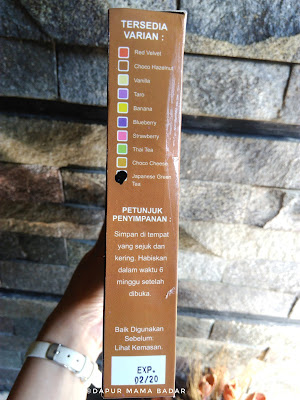 TERSEDIA
VARIAN :
Red Velvet
Choco Hazelnut
Vanilla
Taro
Banana
Blueberry
Strawberry
Thai Tea
Choco Cheese
Japanese Green
Tea
PETUNJUK
PENYIMPANAN :
Simpan di tempat
yang sejuk dan
kering. Habiskan
dalam waktu 6
minggu setelah
dibuka.
Baik Digunakan
Sebelum:
Lihat Kemasan.
EXP.
02/20
©DAPUR MAMA BADAR